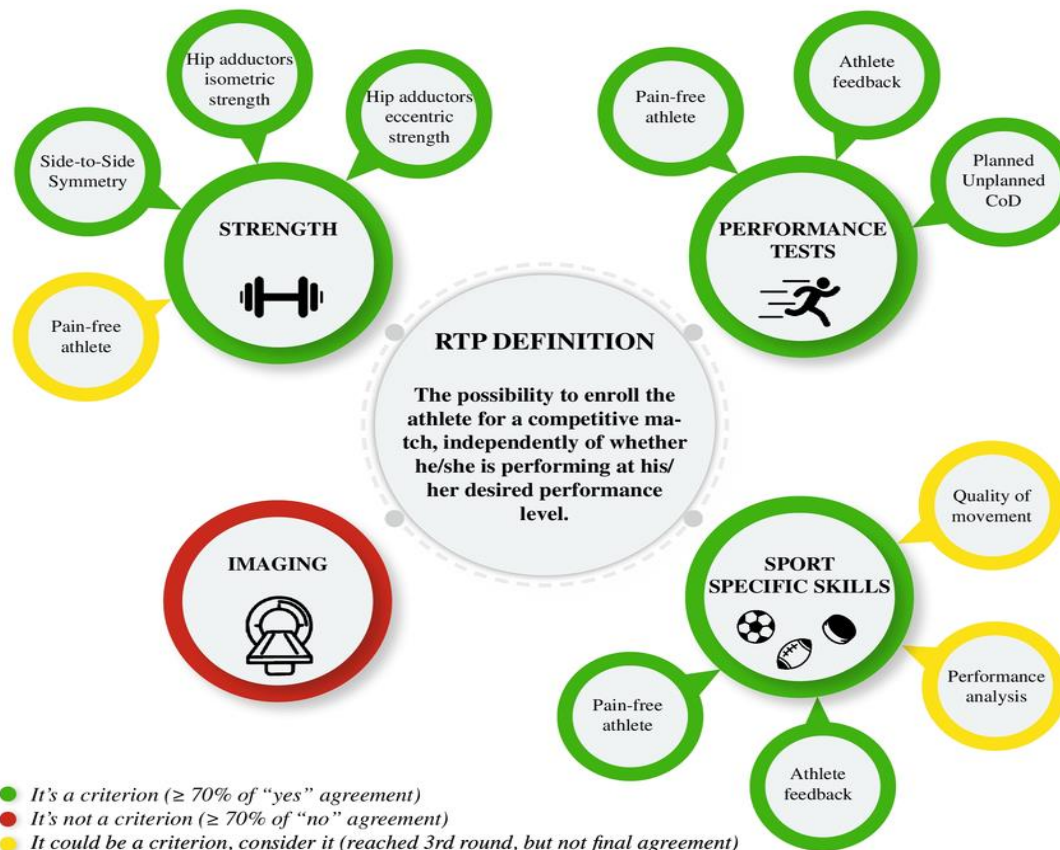 Hip adductors
isometric
strength
Hip adductors
eccentric
strength
Side-to-Side
Symmetry
Pain-free
athlete
STRENGTH
Athlete
feedback
Pain-free
athlete
Planned
Unplanned
CoD
PERFORMANCE
TESTS
RTP DEFINITION
The possibility to enroll the
athlete for a competitive ma-
tch, independently of whether
he/she is performing at his/
her desired performance
level.
IMAGING
SPORT
SPECIFIC SKILLS
Quality of
movement
Performance
analysis
Pain-free
athlete
Athlete
feedback
It's a criterion (≥ 70% of “yes” agreement)
It's not a criterion (≥ 70% of “no” agreement)
It could be a criterion, consider it (reached 3rd round, but not final agreement)